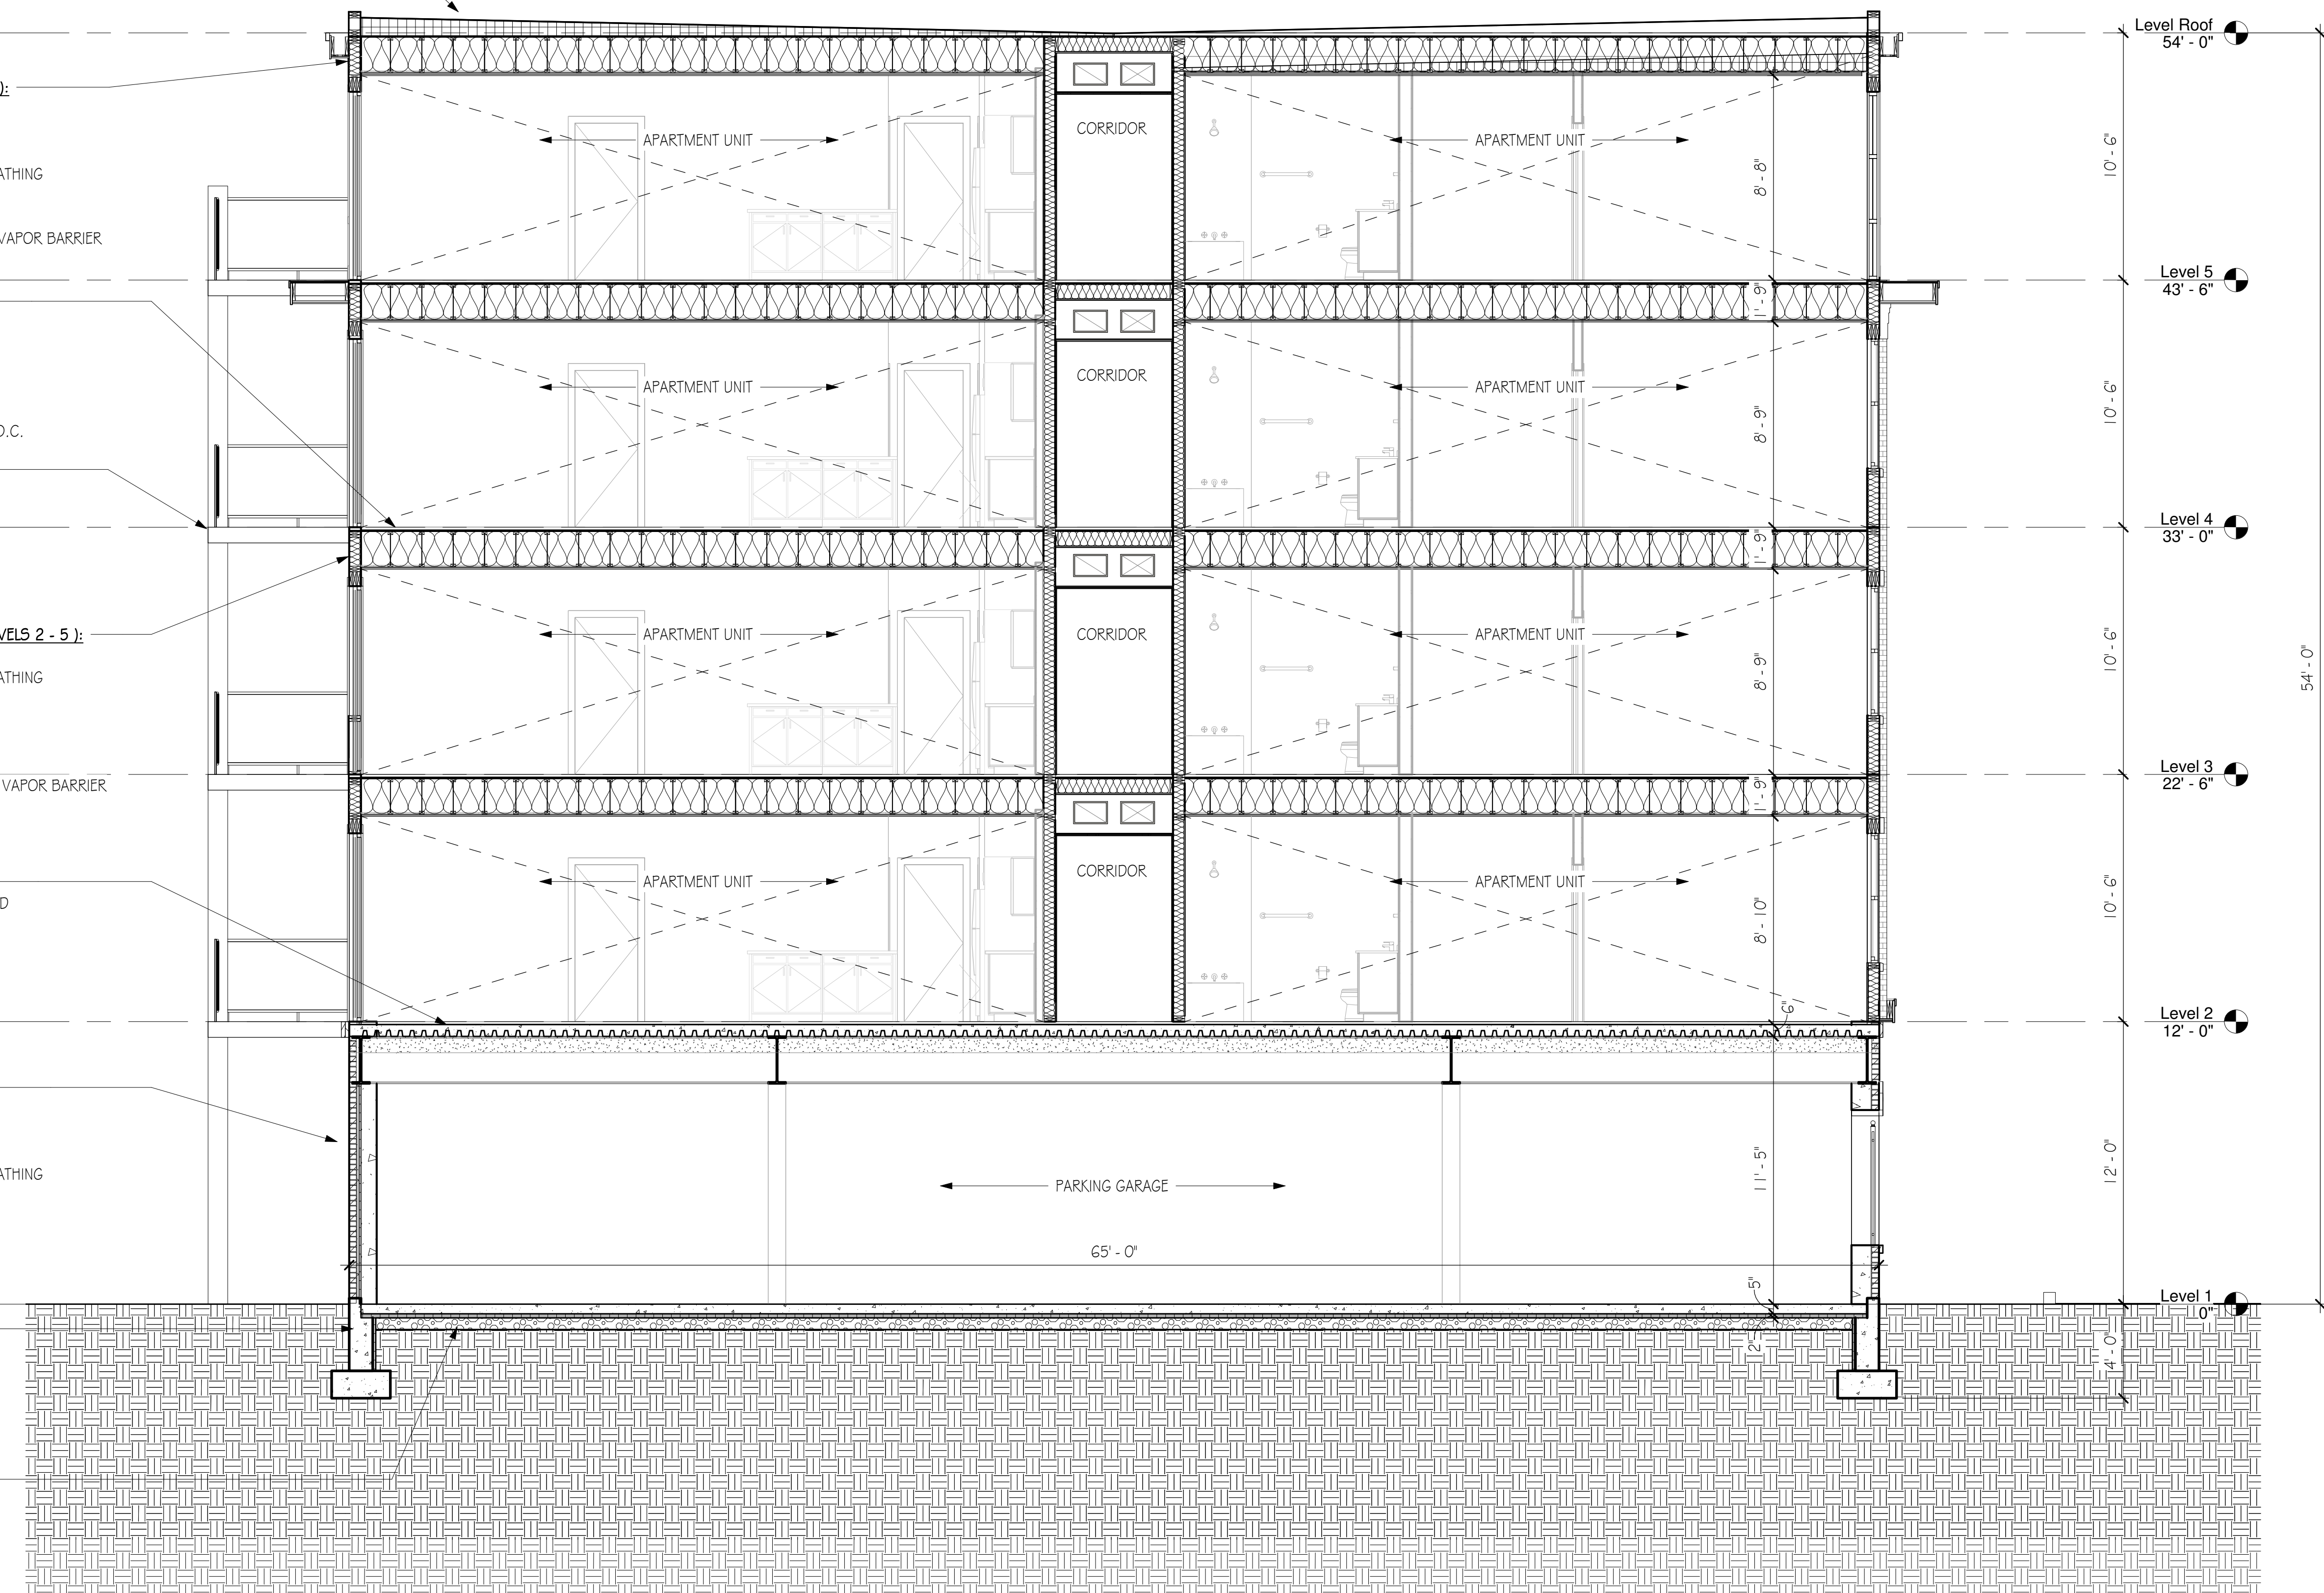 Level Roof
54' - 0"
):
CORRIDOR
APARTMENT UNIT
APARTMENT UNIT
10' - 6"
8' - 8"
ATHING
VAPOR BARRIER
Level 5
43' - 6"
1' - 9"
CORRIDOR
APARTMENT UNIT
APARTMENT UNIT
10' - 6"
8' - 9"
O.C.
Level 4
33' - 0"
1' - 9"
VELS 2 - 5 ):
APARTMENT UNIT
CORRIDOR
APARTMENT UNIT
10' - 6"
54' - 0"
8' - 9"
ATHING
Level 3
22' - 6"
VAPOR BARRIER
1' - 9"
CORRIDOR
APARTMENT UNIT
APARTMENT UNIT
10' - 6"
D
8' - 10"
6"
Level 2
12' - 0"
11' - 5"
12' - 0"
ATHING
PARKING GARAGE
65' - 0"
5"
Level 1
0"
2"
4' - 0"